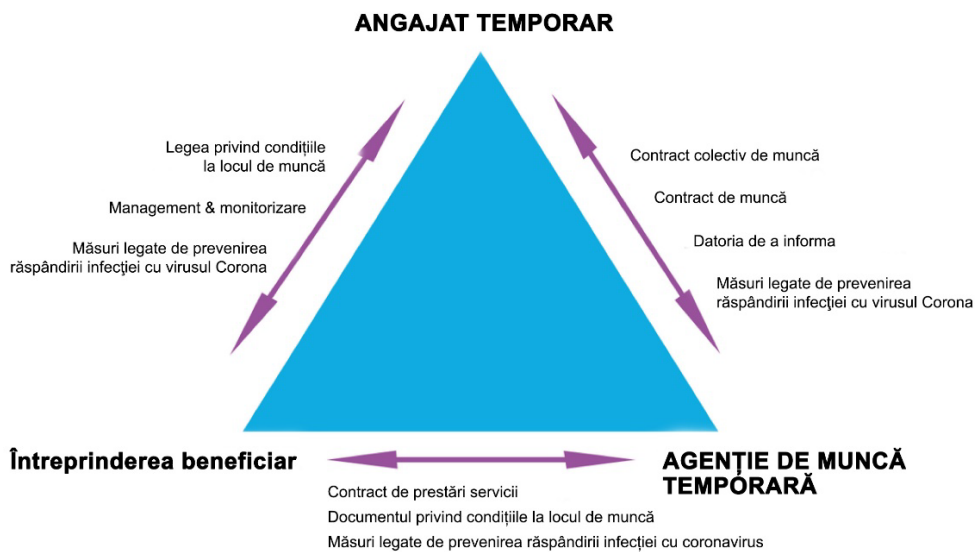 ANGAJAT TEMPORAR
Legea privind condițiile
la locul de muncă
Management & monitorizare
Măsuri legate de prevenirea
răspândirii infecţiei cu virusul Corona
Contract colectiv de muncă
Contract de muncă
Datoria de a informa
Măsuri legate de prevenirea
răspândirii infecţiei cu virusul Corona
Întreprinderea beneficiar
AGENȚIE DE MUNCĂ
TEMPORARĂ
Contract de prestări servicii
Documentul privind condițiile la locul de muncă
Măsuri legate de prevenirea răspândirii infecției cu coronavirus